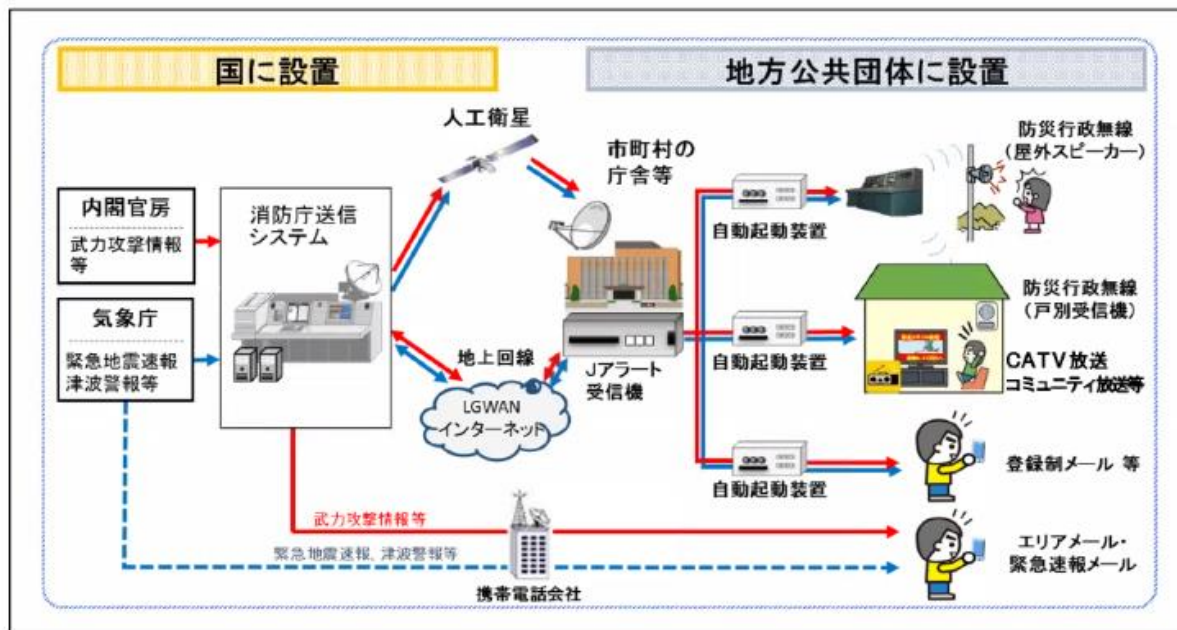 国に設置
地方公共団体に設置
人工衛星
市町村の
庁舎等
防災行政無線
(屋外スピーカー)
内閣官房
武力攻撃情報
等
消防庁送信
システム
自動起動装置
気象庁
緊急地震速報
津波警報等
地上回線
LGWAN
インターネット
Jアラート
受信機
自動起動装置
防災行政無線
(戸別受信機)
CATV放送
コミュニティ放送等
自動起動装置
登録制メール 等
武力攻撃情報等
緊急地震速報、津波警報等
携帯電話会社
エリアメール・
緊急速報メール